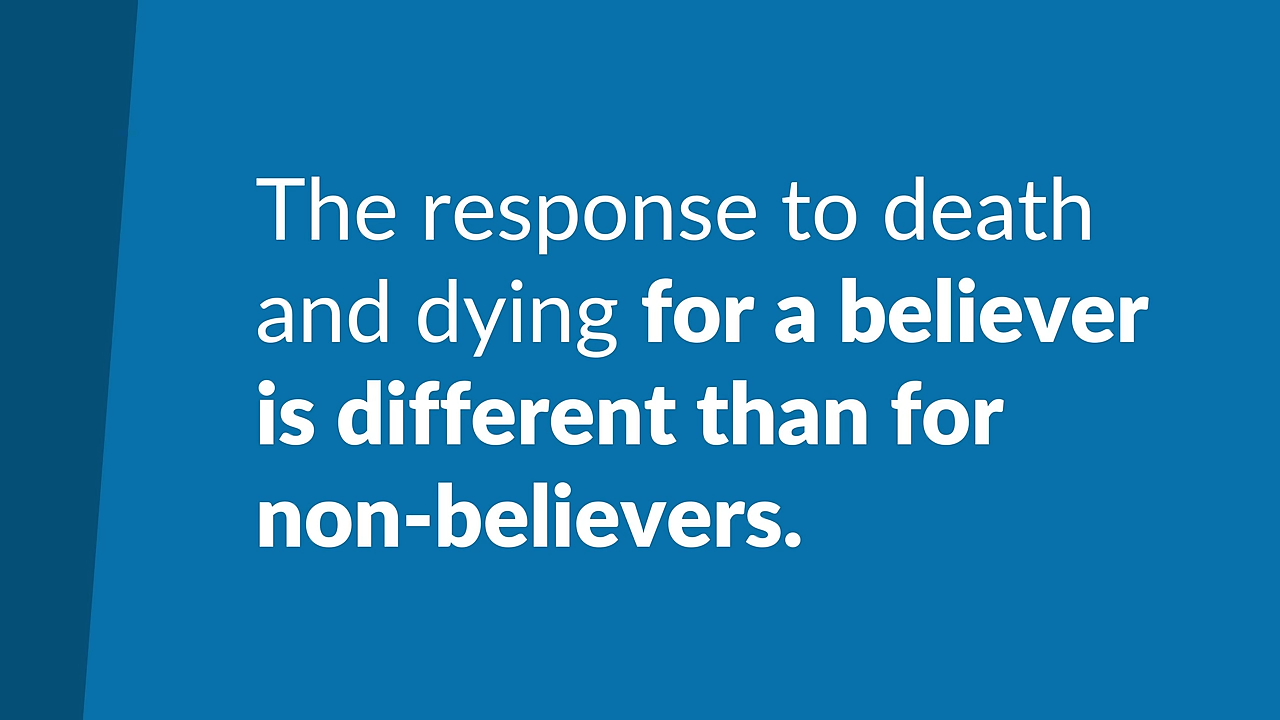 The response to death
and dying for a believer
is different than for
non-believers.